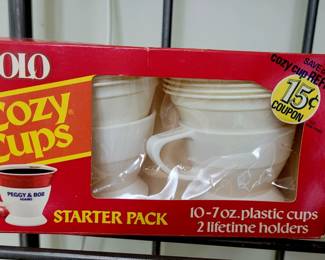 OLO
Cozy
Cups
PEGGY & BOB
ADAMS
STARTER PACK
SAVE
Cozy Cup REF
15¢
COUPON
10-7 oz. plastic cups
2 lifetime holders